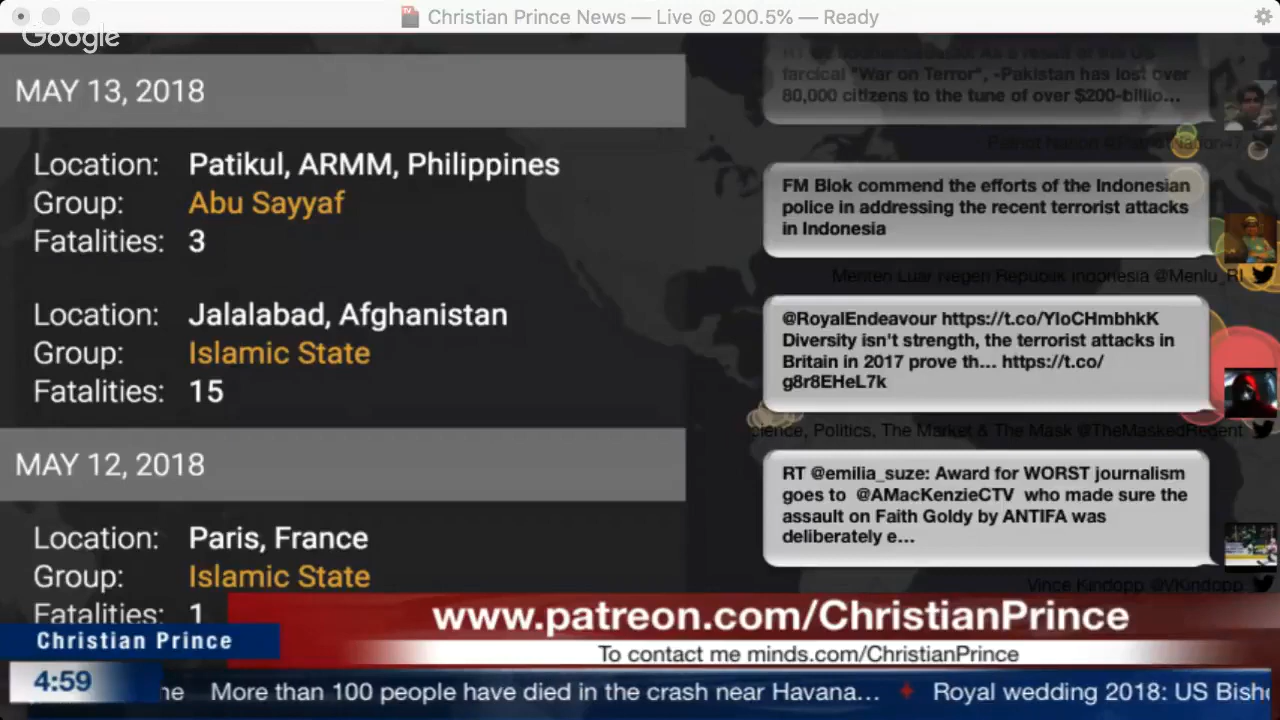 Christian Prince News — Live @ 200.5% — Ready
Google
MAY 13, 2018
Location: Patikul, ARMM, Philippines
Group: Abu Sayyaf
Fatalities: 3
Location: Jalalabad, Afghanistan
Group: Islamic State
Fatalities: 15
MAY 12, 2018
Location: Paris, France
Group: Islamic State
Fatalities: 1
farcical "War on Terror", -Pakistan has lost over
80,000 citizens to the tune of over $200-billio...
FM Blok commend the efforts of the Indonesian
police in addressing the recent terrorist attacks
in Indonesia
Menteri Luar Negeri Republik Indonesia @Menlu_RI
@RoyalEndeavour https://t.co/YloCHmbhkK
Diversity isn't strength, the terrorist attacks in
Britain in 2017 prove th... https://t.co/
g8r8EHeL7k
cience, Politics, The Market & The Mask @TheMaskedRegent
RT @emilia_suze: Award for WORST journalism
goes to @AMacKenzieCTV who made sure the
assault on Faith Goldy by ANTIFA was
deliberately e...
Vince Kindopp @VKindopp
www.patreon.com/ChristianPrince
Christian Prince
To contact me minds.com/ChristianPrince
4:59
ne More than 100 people have died in the crash near Havana... Royal wedding 2018: US Bish